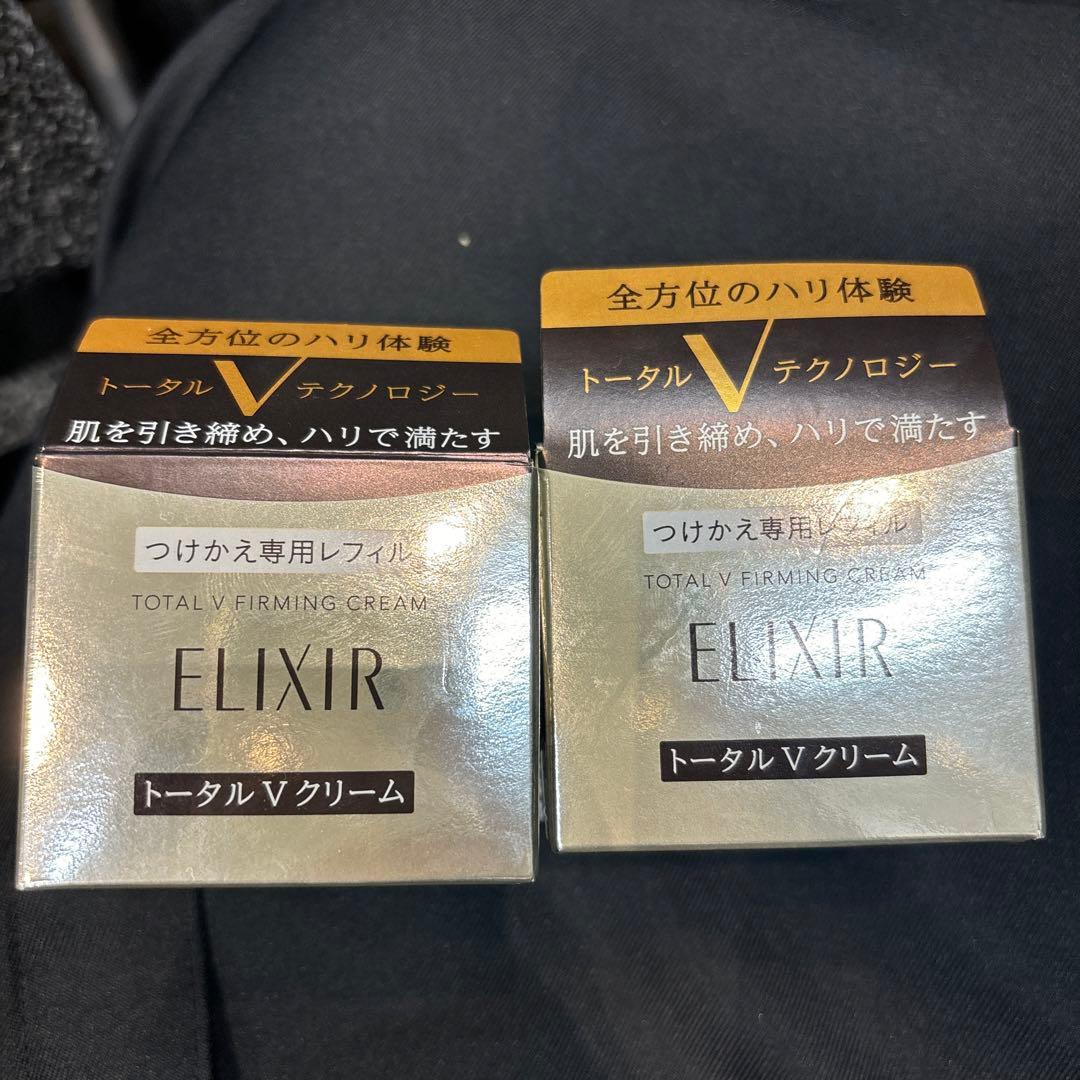 全方位のハリ体験
トータル V テクノロジー
肌を引き締め、ハリで満たす
つけかえ専用レフィル
TOTAL V FIRMING CREAM
ELIXIR
トータル V クリーム
全方位のハリ体験
トータル V テクノロジー
肌を引き締め、ハリで満たす
つけかえ専用レフィル
TOTAL V FIRMING CREAM
ELIXIR
トータル V クリーム